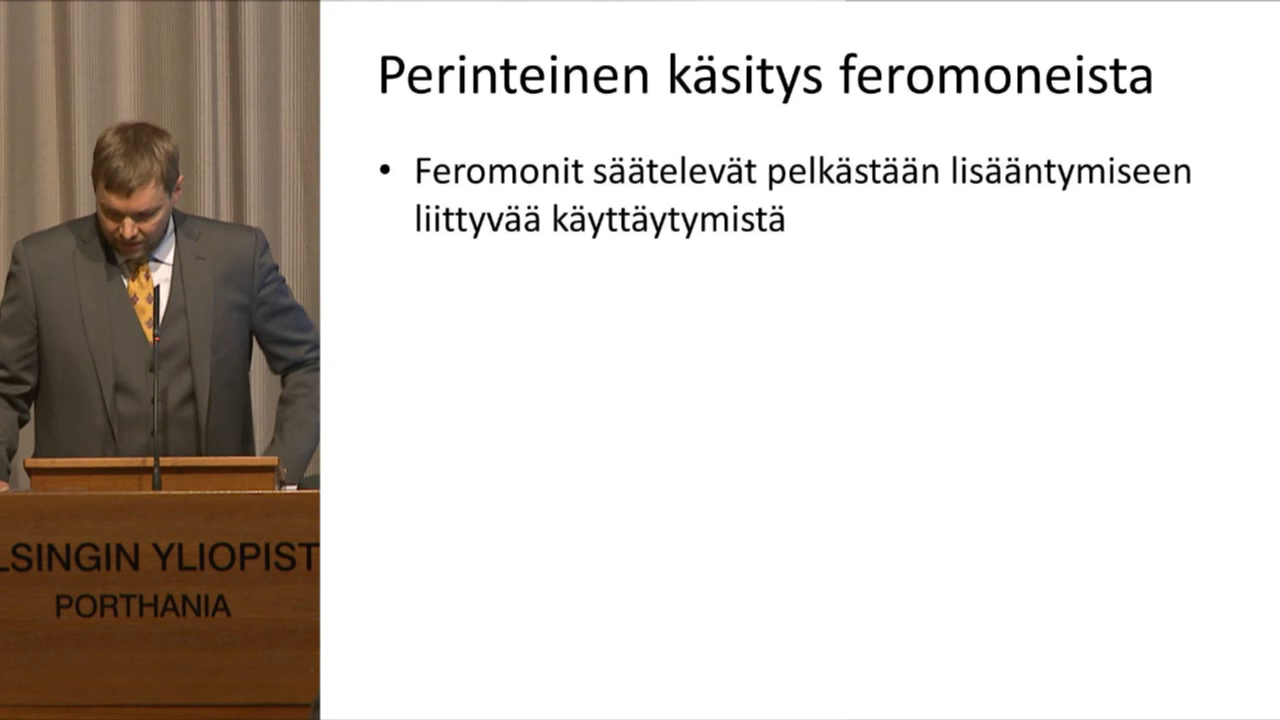 Perinteinen käsitys feromoneista
• Feromonit säätelevät pelkästään lisääntymiseen
liittyvää käyttäytymistä
LSINGIN YLIOPIST
PORTHANIA